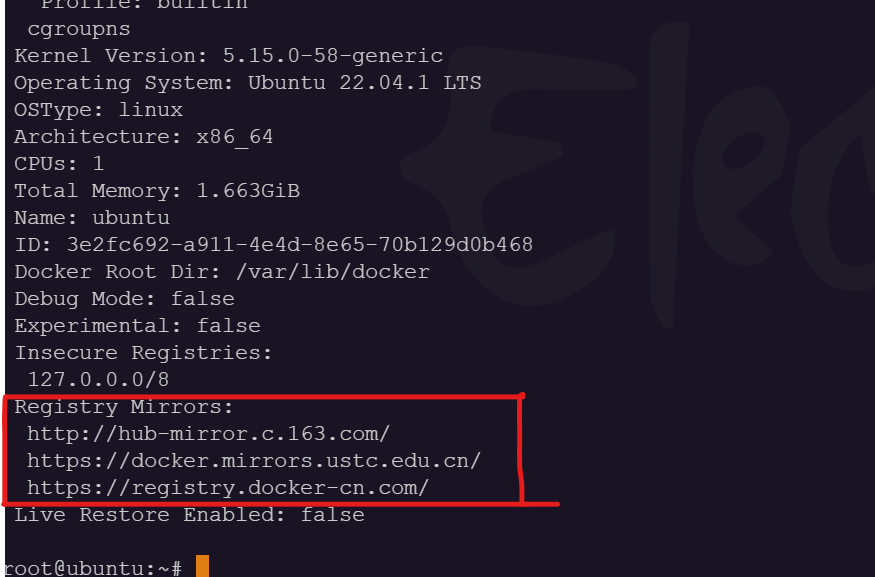 Profile: builtin
cgroupns
Kernel Version: 5.15.0-58-generic
Operating System: Ubuntu 22.04.1 LTS
OSType: linux
Architecture: x86_64
CPUs: 1
Total Memory: 1.663GiB
Name: ubuntu
ID: 3e2fc692-a911-4e4d-8e65-70b129d0b468
Docker Root Dir: /var/lib/docker
Debug Mode: false
Experimental: false
Insecure Registries:
127.0.0.0/8
Registry Mirrors:
http://hub-mirror.c.163.com/
https://docker.mirrors.ustc.edu.cn/
https://registry.docker-cn.com/
Live Restore Enabled: false
root@ubuntu:~#